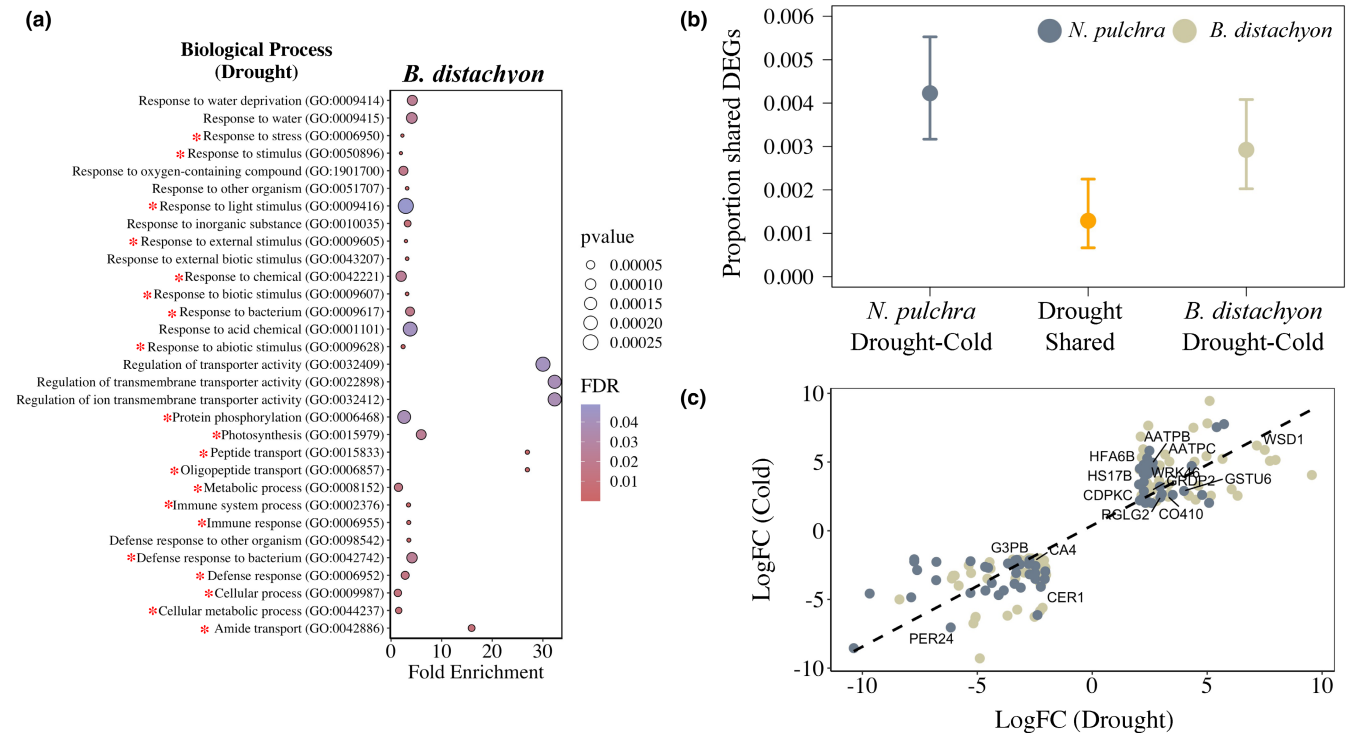 (a)
Biological Process
(Drought)
B. distachyon
Response to water deprivation (GO:0009414)
Response to water (GO:0009415)
*Response to stress (GO:0006950)
*Response to stimulus (GO:0050896)
Response to oxygen-containing compound (GO:1901700)
Response to other organism (GO:0051707)
*Response to light stimulus (GO:0009416)
Response to inorganic substance (GO:0010035)
*Response to external stimulus (GO:0009605)
Response to external biotic stimulus (GO:0043207)
*Response to chemical (GO:0042221)
*Response to biotic stimulus (GO:0009607)
*Response to bacterium (GO:0009617)
Response to acid chemical (GO:0001101)
*Response to abiotic stimulus (GO:0009628)
Regulation of transporter activity (GO:0032409)
Regulation of transmembrane transporter activity (GO:0022898)
Regulation of ion transmembrane transporter activity (GO:0032412)
*Protein phosphorylation (GO:0006468)
*Photosynthesis (GO:0015979)
*Peptide transport (GO:0015833)
*Oligopeptide transport (GO:0006857)
*Metabolic process (GO:0008152)
*Immune system process (GO:0002376)
*Immune response (GO:0006955)
Defense response to other organism (GO:0098542)
*Defense response to bacterium (GO:0042742)
*Defense response (GO:0006952)
*Cellular process (GO:0009987)
*Cellular metabolic process (GO:0044237)
* Amide transport (GO:0042886)
0 10 20 30
Fold Enrichment
pvalue
0.00005
0.00010
0.00015
0.00020
0.00025
FDR
0.04
0.02
0.01
(b)
Proportion shared DEGs
0.006
0.005
0.004
0.003
0.002
0.001
0.000
N. pulchra B. distachyon
N. pulchra
Drought-Cold
Drought
Shared
B. distachyon
Drought-Cold
(c)
LogFC (Cold)
10
5
0
-5
-10
AATPB
AATPC
WSD1
HFA6B
HS17B
WRK46
GRDP2
GSTU6
CDPKC
RGLG2
CO410
G3PB
CA4
CER1
PER24
-10 -5 0 5 10
LogFC (Drought)